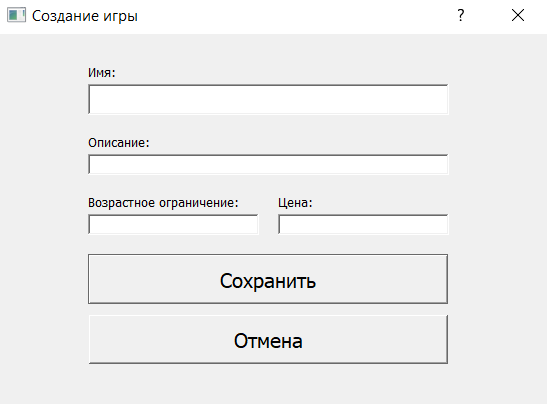 Создание игры ?
Имя:
Описание:
Возрастное ограничение: Цена:
Сохранить
Отмена